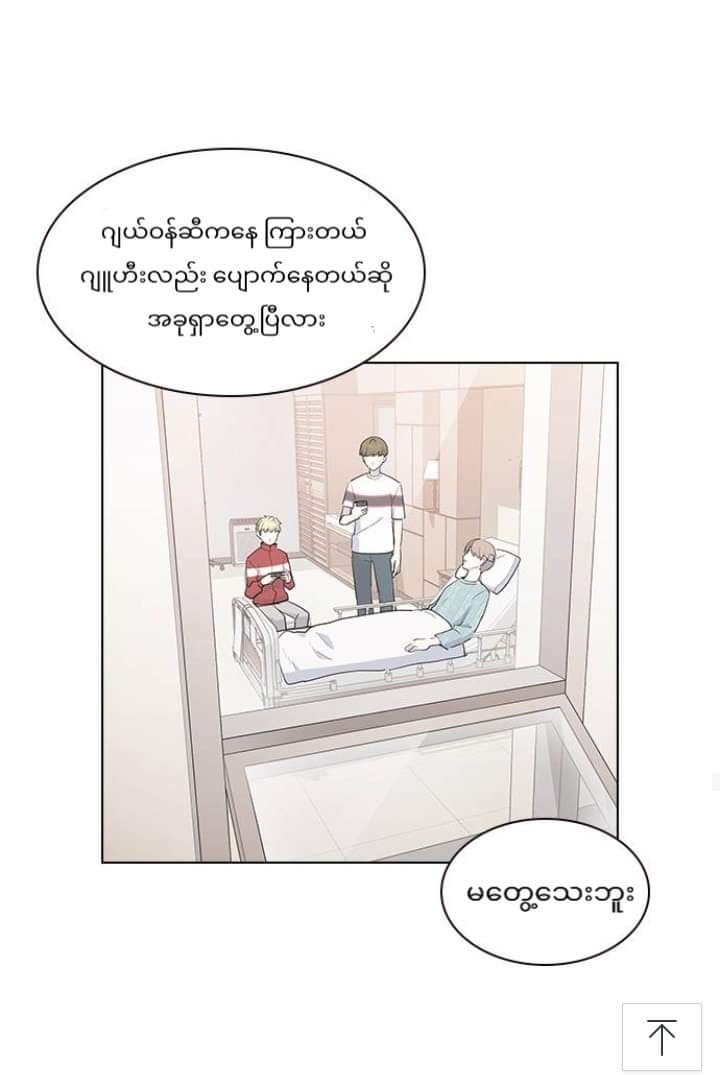 ဂျယ်ဝန်ဆီကနေ ကြားတယ်
ဂျူဟီးလည်း ပျောက်နေတယ်ဆို
အခုရှာတွေ့ပြီလား
မတွေ့သေးဘူး